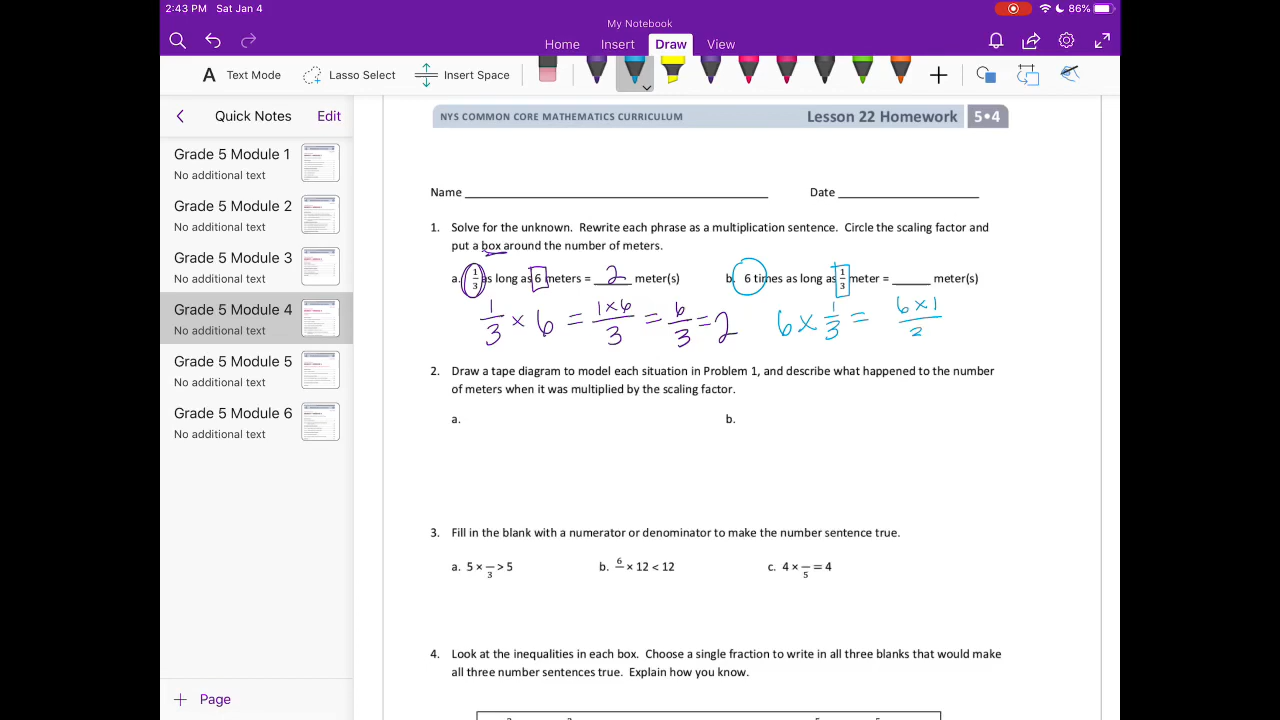 2:43 PM Sat Jan 4 86%
My Notebook
Home Insert Draw View
A Text Mode Lasso Select Insert Space
Quick Notes Edit
Grade 5 Module 1
No additional text
Grade 5 Module 2
No additional text
Grade 5 Module 3
No additional text
Grade 5 Module 4
No additional text
Grade 5 Module 5
No additional text
Grade 5 Module 6
No additional text
+ Page
NYS COMMON CORE MATHEMATICS CURRICULUM Lesson 22 Homework 5•4
Name ____ Date ____
1. Solve for the unknown. Rewrite each phrase as a multiplication sentence. Circle the scaling factor and
put a box around the number of meters.
a. 1/3 as long as 6 meters = 2 meter(s) b. 6 times as long as 1/3 meter = ____ meter(s)
1/3 × 6 = 1×6/3 = 6/3 = 2 6 × 1/3 = 6×1/
2. Draw a tape diagram to model each situation in Problem 1, and describe what happened to the number
of meters when it was multiplied by the scaling factor.
a. b.
3. Fill in the blank with a numerator or denominator to make the number sentence true.
a. 5 × _/3 > 5 b. 6/_ × 12 < 12 c. 4 × _/5 = 4
4. Look at the inequalities in each box. Choose a single fraction to write in all three blanks that would make
all three number sentences true. Explain how you know.